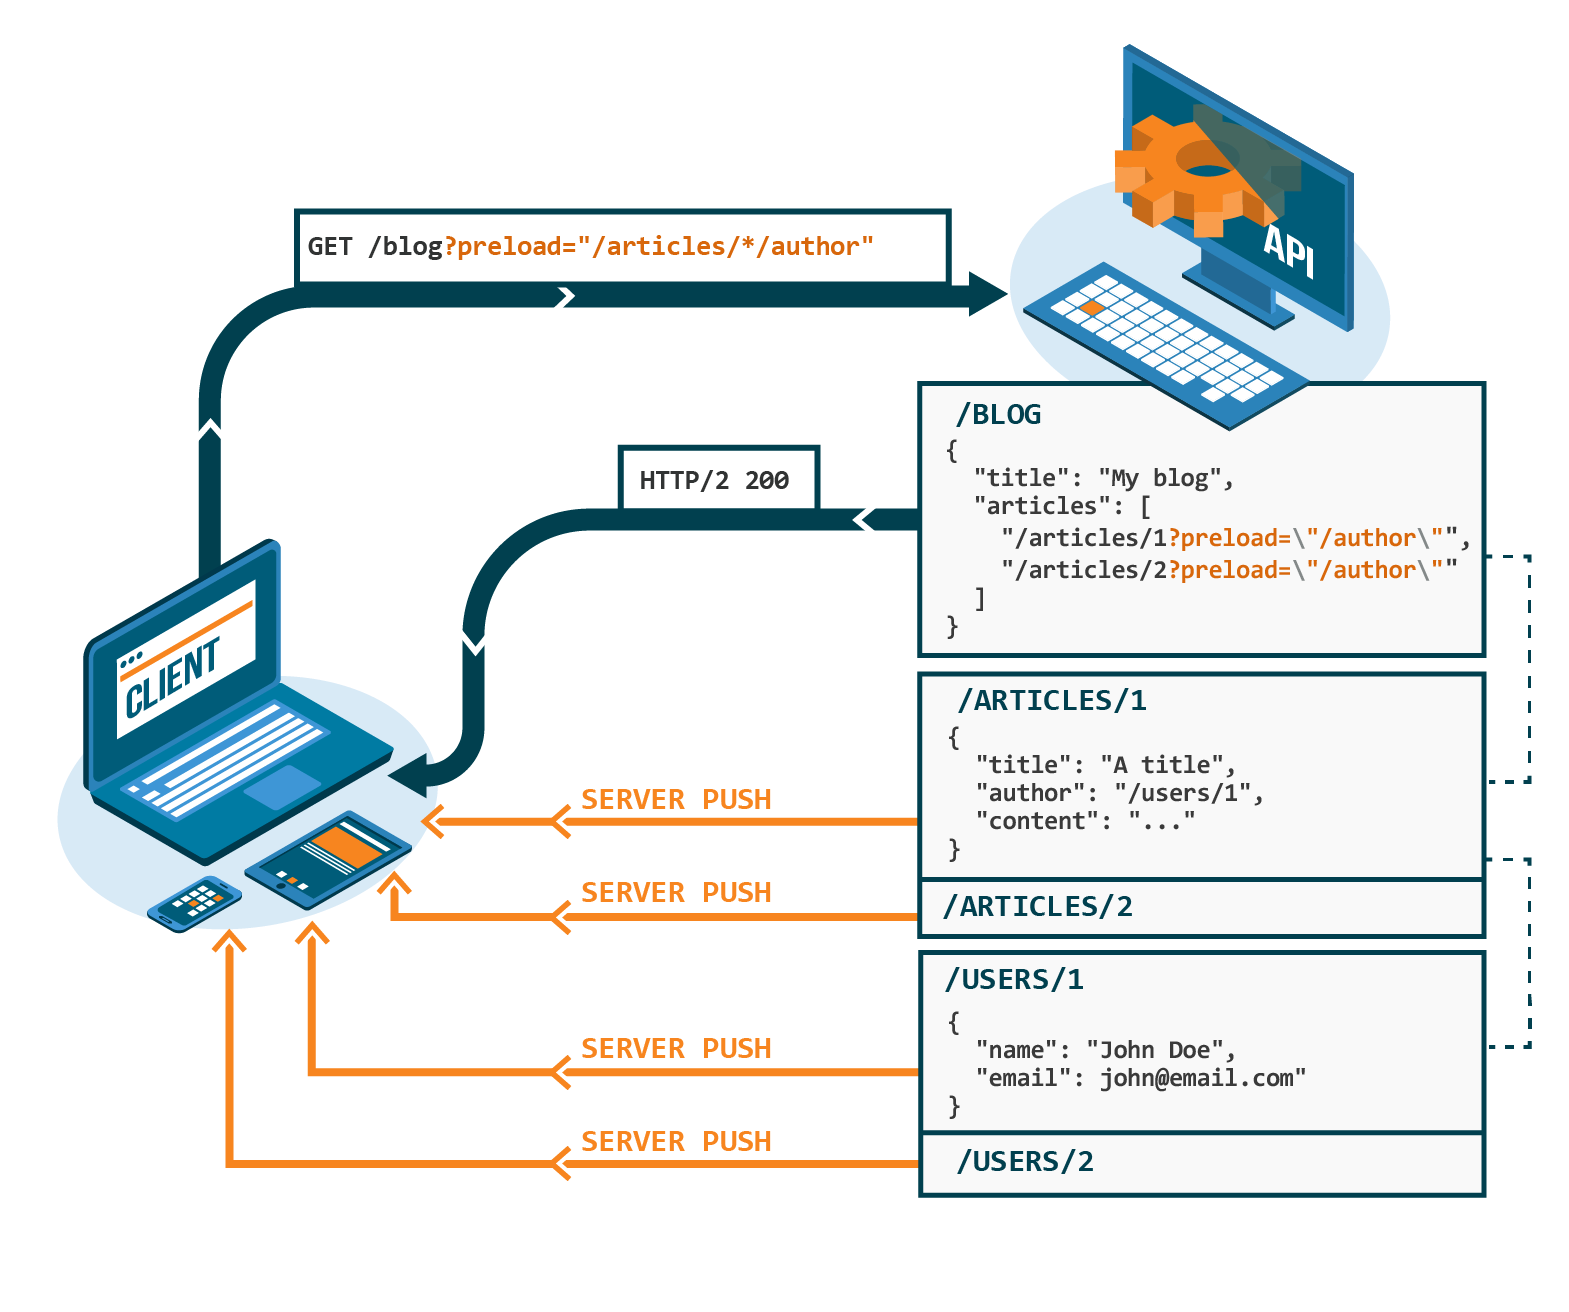 GET /blog?preload="/articles/*/author"
API
/BLOG
{
"title": "My blog",
"articles": [
"/articles/1?preload=\"/author\"",
"/articles/2?preload=\"/author\""
]
}
HTTP/2 200
CLIENT
/ARTICLES/1
{
"title": "A title",
"author": "/users/1",
"content": "..."
}
SERVER PUSH
/ARTICLES/2
SERVER PUSH
/USERS/1
{
"name": "John Doe",
"email": john@email.com"
}
SERVER PUSH
/USERS/2
SERVER PUSH